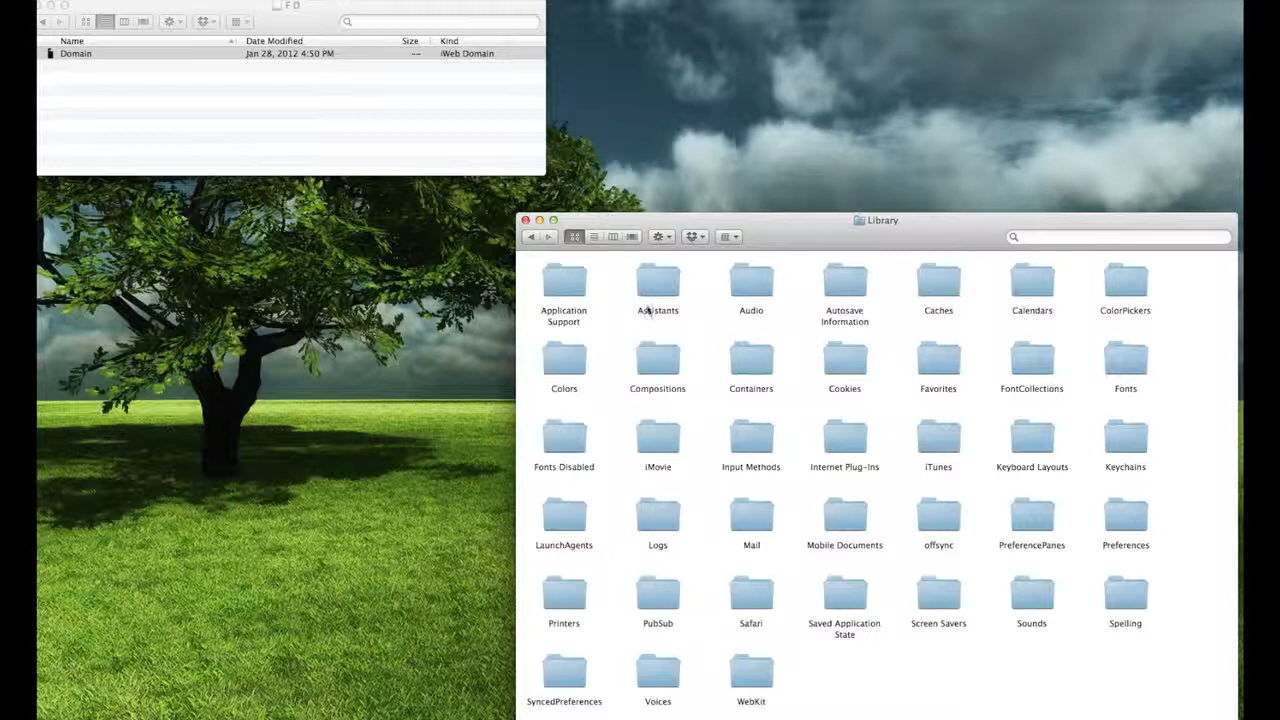 F D
Name Date Modified Size Kind
Domain Jan 28, 2012 4:50 PM -- iWeb Domain
Library
Application Support Assistants Audio Autosave Information Caches Calendars ColorPickers
Colors Compositions Containers Cookies Favorites FontCollections Fonts
Fonts Disabled iMovie Input Methods Internet Plug-Ins iTunes Keyboard Layouts Keychains
LaunchAgents Logs Mail Mobile Documents offsync PreferencePanes Preferences
Printers PubSub Safari Saved Application State Screen Savers Sounds Spelling
SyncedPreferences Voices WebKit